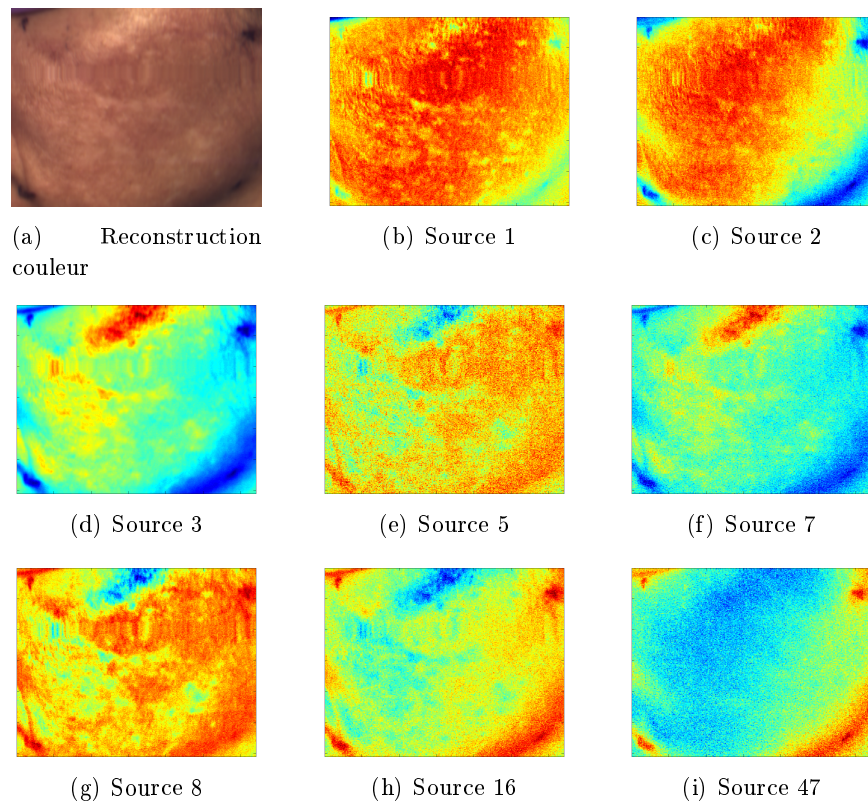 (a) Reconstruction
couleur
(b) Source 1
(c) Source 2
(d) Source 3
(e) Source 5
(f) Source 7
(g) Source 8
(h) Source 16
(i) Source 47